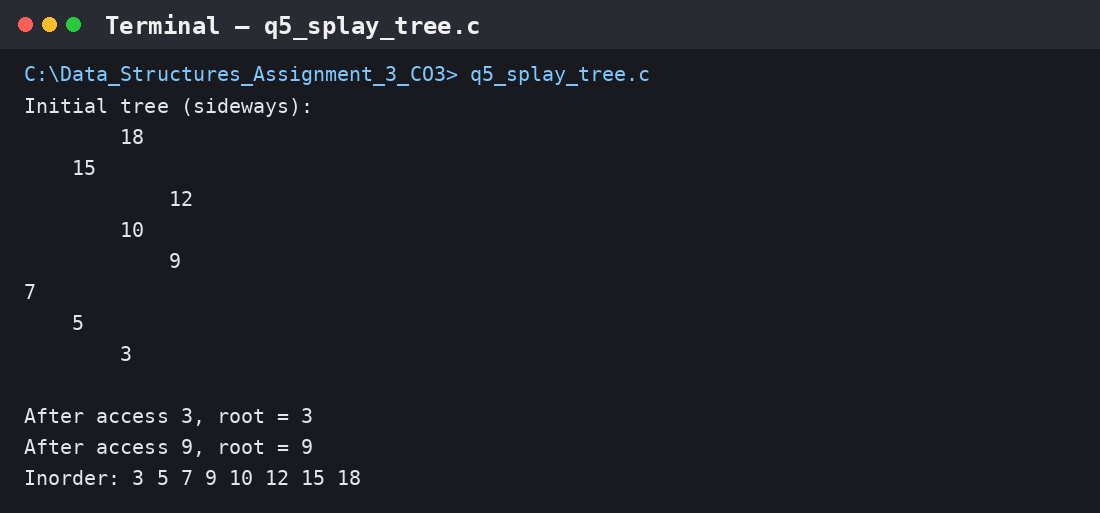 Terminal — q5_splay_tree.c
C:\Data_Structures_Assignment_3_CO3> q5_splay_tree.c
Initial tree (sideways):
        18
    15
            12
        10
            9
7
    5
        3

After access 3, root = 3
After access 9, root = 9
Inorder: 3 5 7 9 10 12 15 18